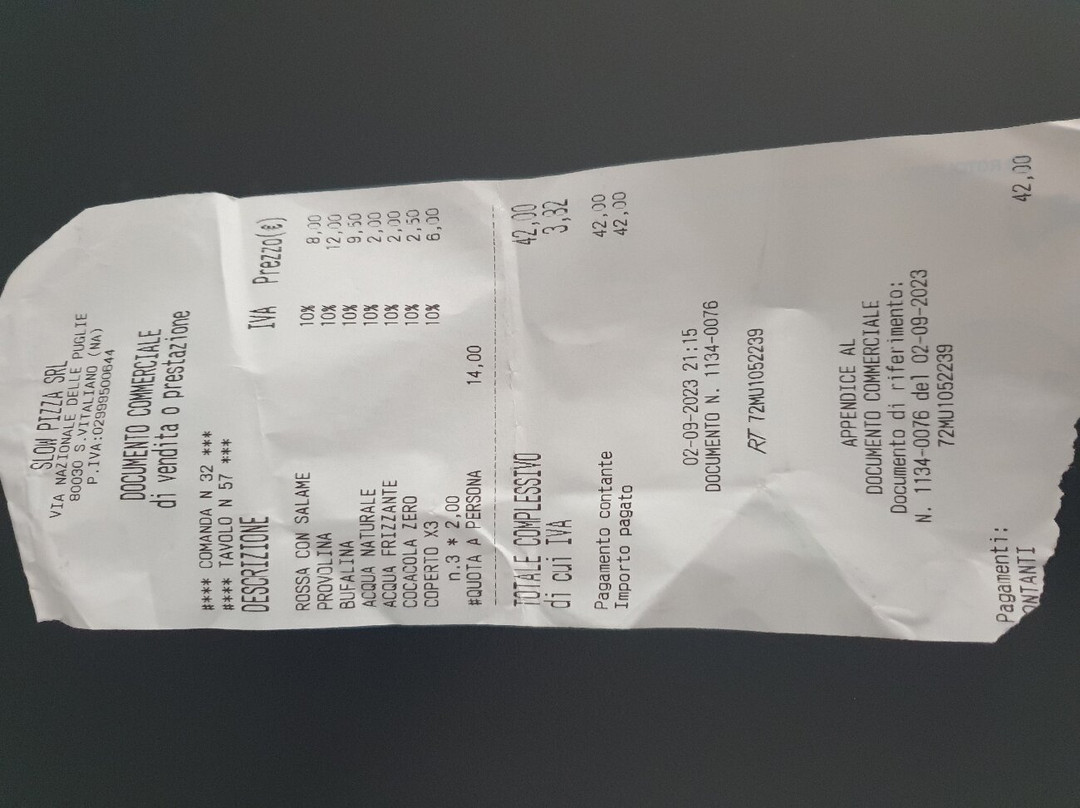 SLOW PIZZA SRL
VIA NAZIONALE DELLE PUGLIE
80030 S.VITALIANO (NA)
P.IVA:02999500644
DOCUMENTO COMMERCIALE
di vendita o prestazione
#*** COMANDA N 32 ***
#*** TAVOLO N 57 ***
DESCRIZIONE IVA Prezzo(€)
ROSSA CON SALAME 10% 8,00
PROVOLINA 10% 12,00
BUFALINA 10% 9,50
ACQUA NATURALE 10% 2,00
ACQUA FRIZZANTE 10% 2,00
COCACOLA ZERO 10% 2,50
COPERTO X3 10% 6,00
n.3 * 2,00
#QUOTA A PERSONA 14,00
TOTALE COMPLESSIVO 42,00
di cui IVA 3,82
Pagamento contante 42,00
Importo pagato 42,00
02-09-2023 21:15
DOCUMENTO N. 1134-0076
RT 72MU1052239
APPENDICE AL
DOCUMENTO COMMERCIALE
Documento di riferimento:
N. 1134-0076 del 02-09-2023
72MU1052239
Pagamenti:
ONTANTI 42,00